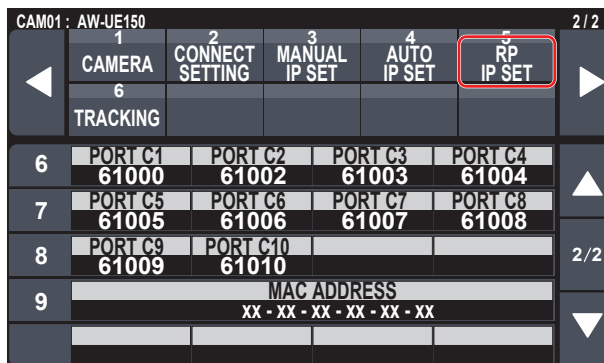 CAM01 : AW-UE150 2 / 2
1 2 3 4 5
CAMERA CONNECT SETTING MANUAL IP SET AUTO IP SET RP IP SET
6
TRACKING
6 PORT C1 PORT C2 PORT C3 PORT C4
61000 61002 61003 61004
7 PORT C5 PORT C6 PORT C7 PORT C8
61005 61006 61007 61008
8 PORT C9 PORT C10
61009 61010
2/2
9 MAC ADDRESS
XX - XX - XX - XX - XX - XX